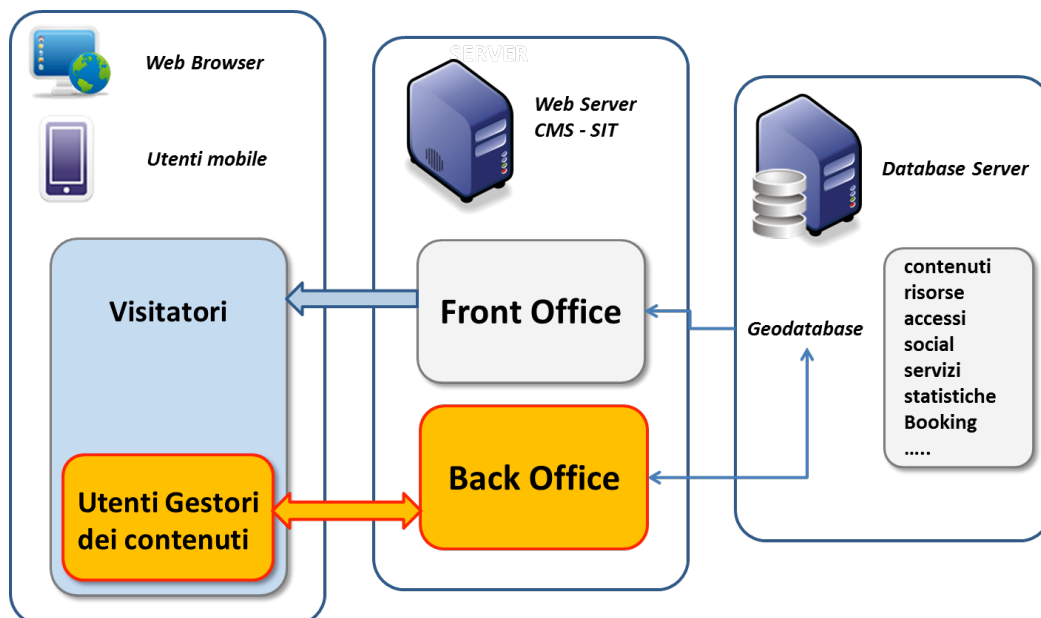 Web Browser
Utenti mobile
Visitatori
Utenti Gestori
dei contenuti
SERVER
Web Server
CMS - SIT
Front Office
Back Office
Database Server
Geodatabase
contenuti
risorse
accessi
social
servizi
statistiche
Booking
…..